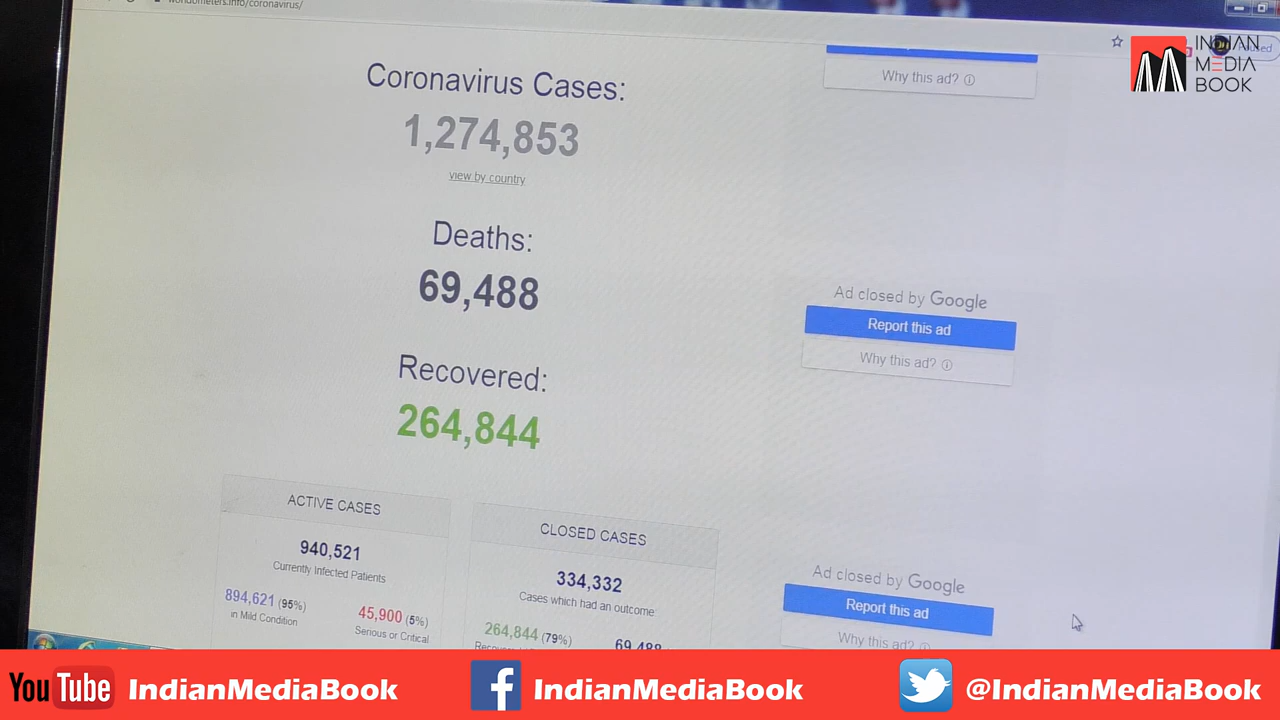 worldometers.info/coronavirus/
Coronavirus Cases:
1,274,853
view by country
Deaths:
69,488
Recovered:
264,844
ACTIVE CASES
940,521
Currently Infected Patients
894,621 (95%)
in Mild Condition
45,900 (5%)
Serious or Critical
CLOSED CASES
334,332
Cases which had an outcome:
264,844 (79%)
69,488
Why this ad?
Ad closed by Google
Report this ad
Why this ad?
Ad closed by Google
Report this ad
Why this ad?
INDIAN
MEDIA
BOOK
YouTube IndianMediaBook
f IndianMediaBook
@IndianMediaBook